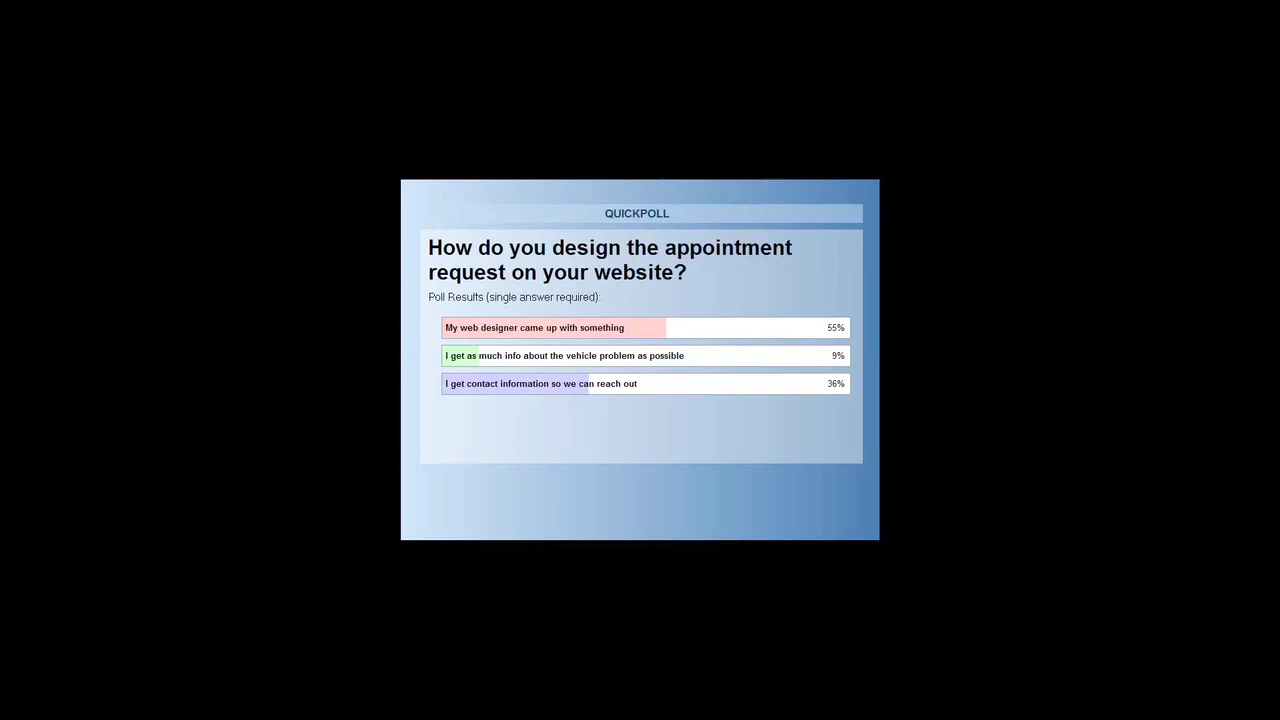 QUICKPOLL
How do you design the appointment
request on your website?
Poll Results (single answer required):
My web designer came up with something 55%
I get as much info about the vehicle problem as possible 9%
I get contact information so we can reach out 36%